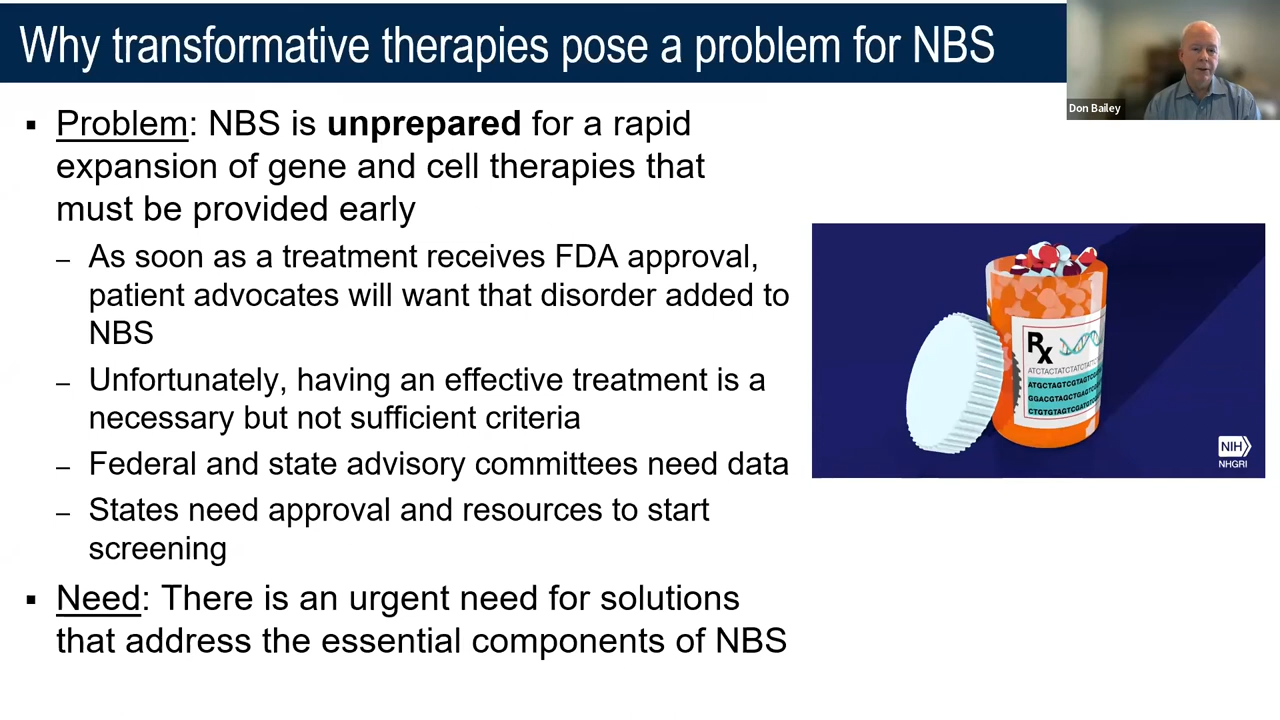 Why transformative therapies pose a problem for NBS
Don Bailey
▪ Problem: NBS is unprepared for a rapid
expansion of gene and cell therapies that
must be provided early
– As soon as a treatment receives FDA approval,
patient advocates will want that disorder added to
NBS
– Unfortunately, having an effective treatment is a
necessary but not sufficient criteria
– Federal and state advisory committees need data
– States need approval and resources to start
screening
▪ Need: There is an urgent need for solutions
that address the essential components of NBS
Rx
NIH
NHGRI